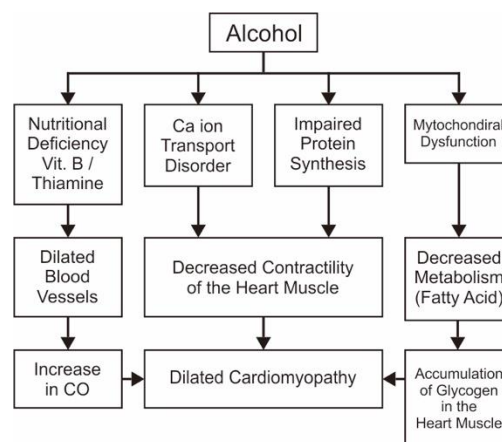 Alcohol
Nutritional
Deficiency
Vit. B /
Thiamine
Ca ion
Transport
Disorder
Impaired
Protein
Synthesis
Mytochondiral
Dysfunction
Dilated
Blood
Vessels
Decreased Contractility
of the Heart Muscle
Decreased
Metabolism
(Fatty Acid)
Increase
in CO
Dilated Cardiomyopathy
Accumulation
of Glycogen
in the
Heart Muscle